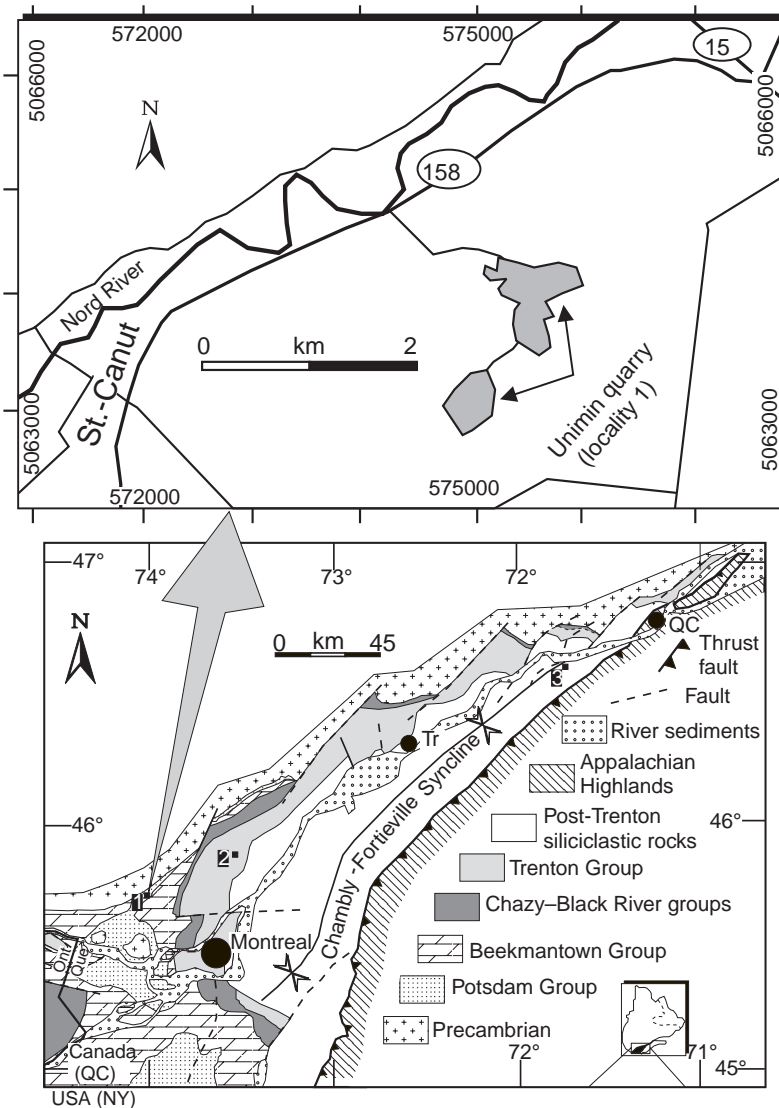 572000
575000
15
5066000
5066000
N
158
Nord River
0 km 2
St.-Canut
Unimin quarry
(locality 1)
5063000
5063000
572000
575000
47°
74°
73°
72°
N
0 km 45
QC
Thrust
fault
3
Fault
Tr
River sediments
Appalachian
Highlands
46°
Post-Trenton
siliciclastic rocks
46°
2
Trenton Group
Chambly -Fortieville Syncline
1
Chazy–Black River groups
Montreal
Ont
Que
Beekmantown Group
Potsdam Group
Precambrian
Canada
(QC)
72°
71°
45°
USA (NY)